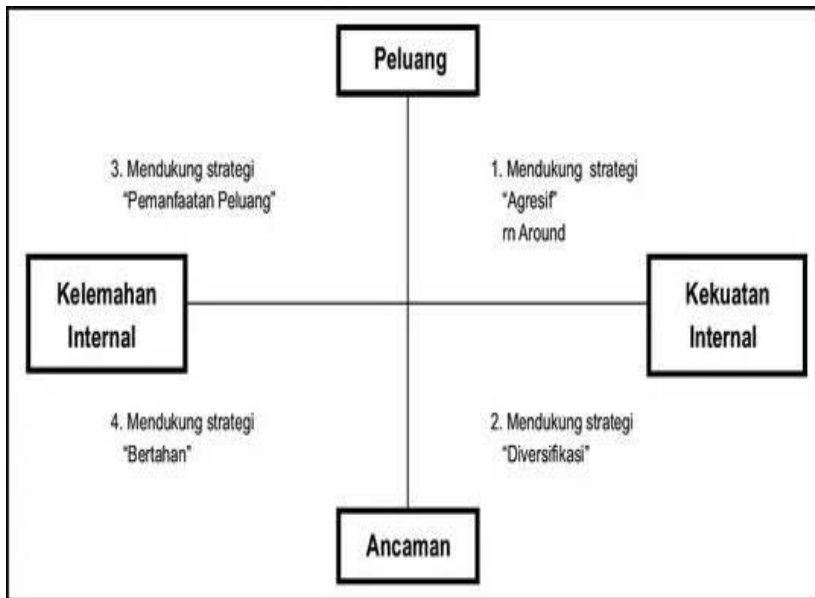 Peluang
3. Mendukung strategi
"Pemanfaatan Peluang"
1. Mendukung strategi
"Agresif"
rn Around
Kelemahan
Internal
Kekuatan
Internal
4. Mendukung strategi
"Bertahan"
2. Mendukung strategi
"Diversifikasi"
Ancaman